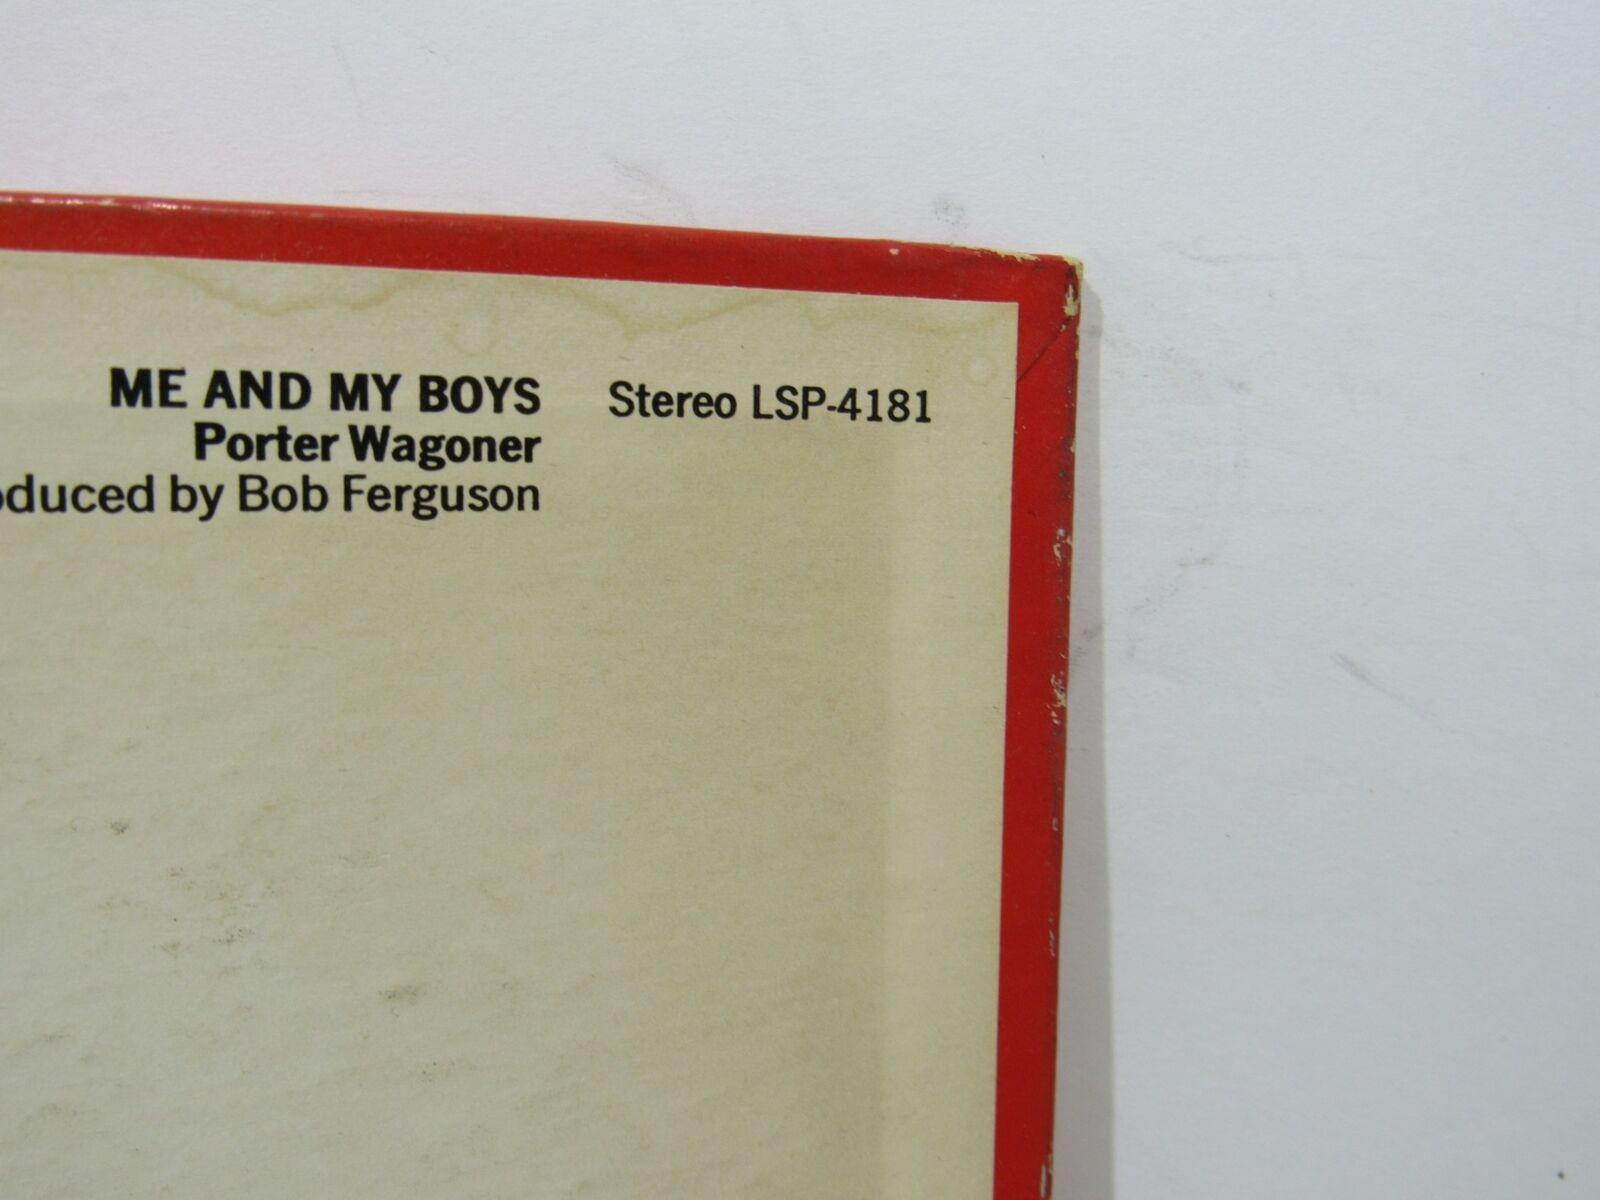 ME AND MY BOYS Stereo LSP-4181
Porter Wagoner
oduced by Bob Ferguson